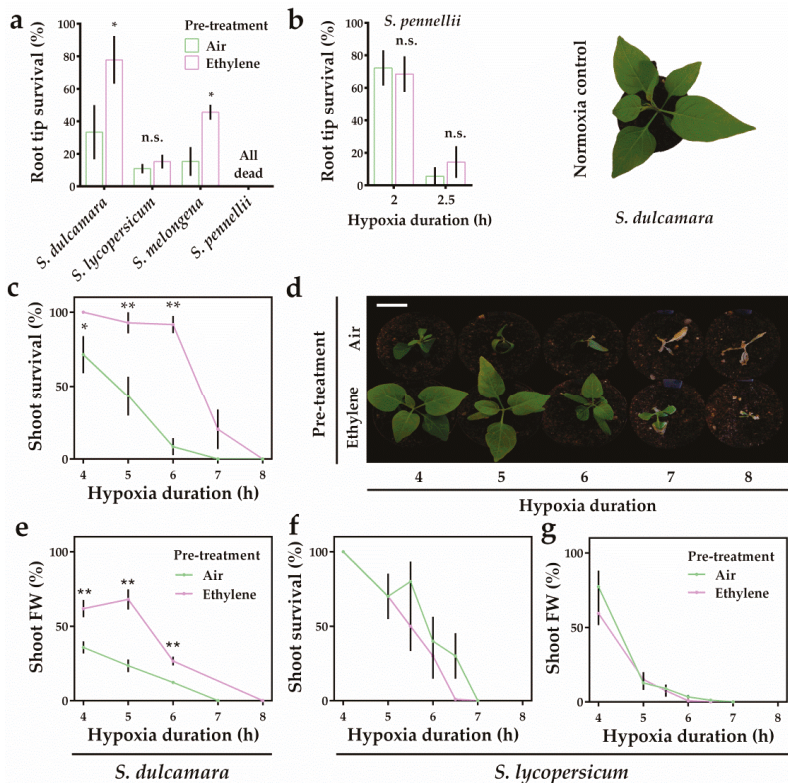 a
Root tip survival (%)
100
80
60
40
20
0
Pre-treatment
Air
Ethylene
*
n.s.
*
All
dead
S. dulcamara
S. lycopersicum
S. melongena
S. pennellii
b
Root tip survival (%)
100
80
60
40
20
0
S. pennellii
n.s.
n.s.
2
2.5
Hypoxia duration (h)
Normoxia control
S. dulcamara
c
Shoot survival (%)
100
50
0
*
**
**
4 5 6 7 8
Hypoxia duration (h)
d
Pre-treatment
Air
Ethylene
4 5 6 7 8
Hypoxia duration
e
Shoot FW (%)
100
50
0
Pre-treatment
Air
Ethylene
**
**
**
4 5 6 7 8
Hypoxia duration (h)
S. dulcamara
f
Shoot survival (%)
100
50
0
4 5 6 7 8
Hypoxia duration (h)
g
Shoot FW (%)
100
50
0
Pre-treatment
Air
Ethylene
4 5 6 7 8
Hypoxia duration (h)
S. lycopersicum